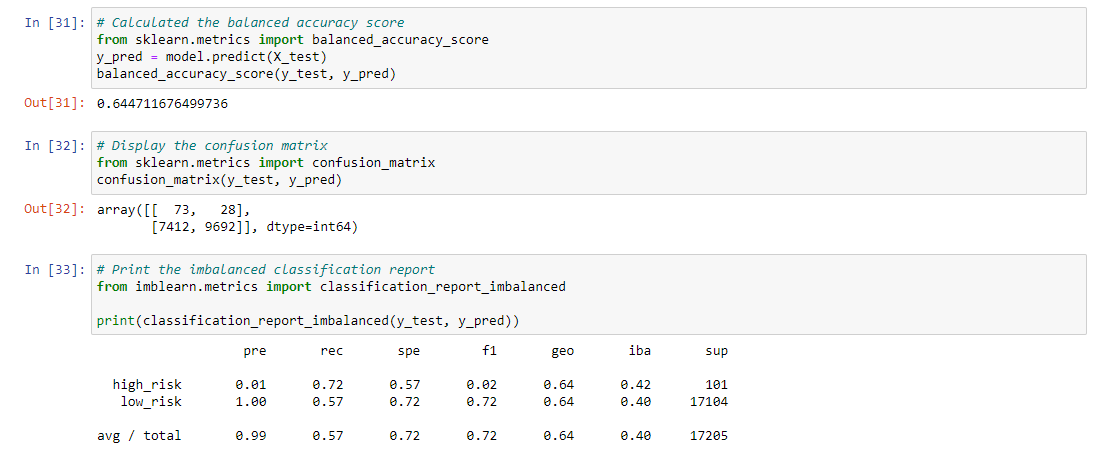 In [31]: # Calculated the balanced accuracy score
from sklearn.metrics import balanced_accuracy_score
y_pred = model.predict(X_test)
balanced_accuracy_score(y_test, y_pred)
Out[31]: 0.644711676499736
In [32]: # Display the confusion matrix
from sklearn.metrics import confusion_matrix
confusion_matrix(y_test, y_pred)
Out[32]: array([[  73,   28],
       [7412, 9692]], dtype=int64)
In [33]: # Print the imbalanced classification report
from imblearn.metrics import classification_report_imbalanced
print(classification_report_imbalanced(y_test, y_pred))
pre rec spe f1 geo iba sup
high_risk 0.01 0.72 0.57 0.02 0.64 0.42 101
low_risk 1.00 0.57 0.72 0.72 0.64 0.40 17104
avg / total 0.99 0.57 0.72 0.72 0.64 0.40 17205